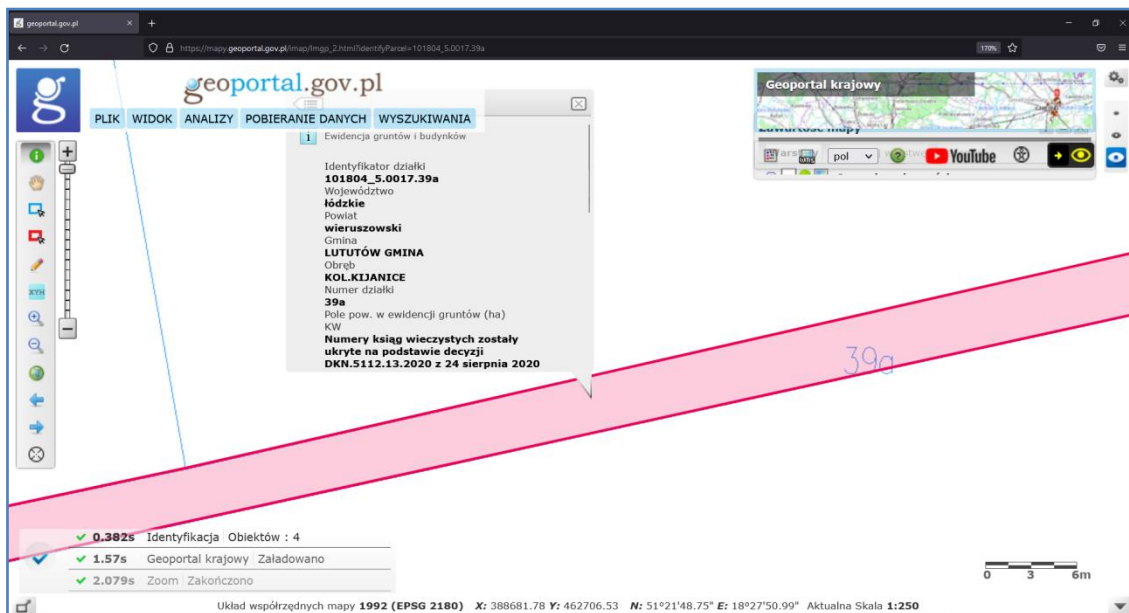 geoportal.gov.pl
https://mapy.geoportal.gov.pl/imap/Imgp_2.html?identifyParcel=101804_5.0017.39a
170%
geoportal.gov.pl
PLIK WIDOK ANALIZY POBIERANIE DANYCH WYSZUKIWANIA
Geoportal krajowy
Zawartość mapy
pol
YouTube
i Ewidencja gruntów i budynków
Identyfikator działki
101804_5.0017.39a
Województwo
łódzkie
Powiat
wieruszowski
Gmina
LUTUTÓW GMINA
Obręb
KOL.KIJANICE
Numer działki
39a
Pole pow. w ewidencji gruntów (ha)
KW
Numery ksiąg wieczystych zostały
ukryte na podstawie decyzji
DKN.5112.13.2020 z 24 sierpnia 2020
XYH
39a
0.382s Identyfikacja Obiektów : 4
1.57s Geoportal krajowy Załadowano
2.079s Zoom Zakończono
0 3 6m
Układ współrzędnych mapy 1992 (EPSG 2180) X: 388681.78 Y: 462706.53 N: 51°21'48.75" E: 18°27'50.99" Aktualna Skala 1:250